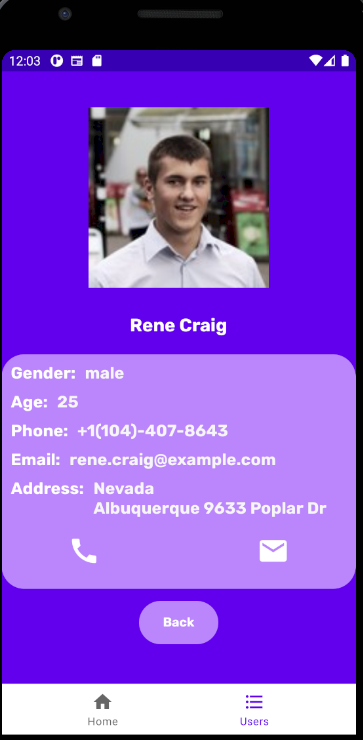 12:03
Rene Craig
Gender: male
Age: 25
Phone: +1(104)-407-8643
Email: rene.craig@example.com
Address: Nevada
Albuquerque 9633 Poplar Dr
Back
Home Users